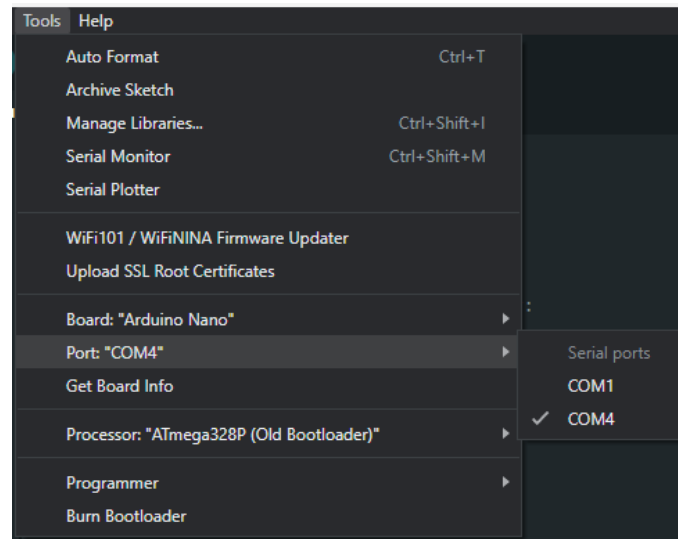 Tools Help
Auto Format Ctrl+T
Archive Sketch
Manage Libraries... Ctrl+Shift+I
Serial Monitor Ctrl+Shift+M
Serial Plotter
WiFi101 / WiFiNINA Firmware Updater
Upload SSL Root Certificates
Board: "Arduino Nano"
Port: "COM4"
Serial ports
Get Board Info
COM1
COM4
Processor: "ATmega328P (Old Bootloader)"
Programmer
Burn Bootloader